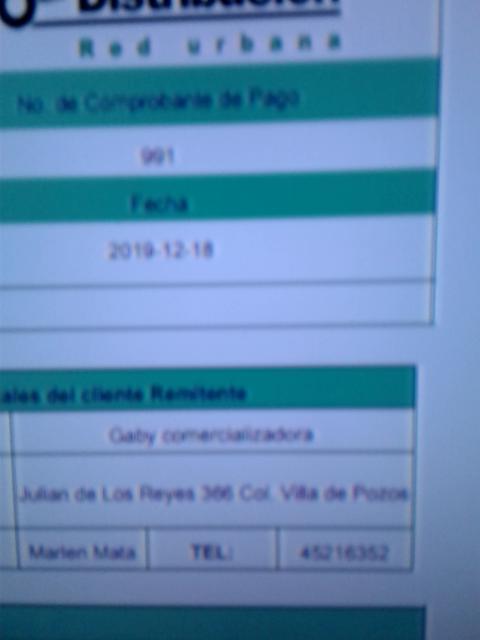 Distribución
Red urbana
No. de Comprobante de Pago
991
Fecha
2019-12-18
ales del cliente Remitente
Gaby comercializadora
Julian de Los Reyes 366 Col. Villa de Pozos
Marlen Mata TEL: 45216352